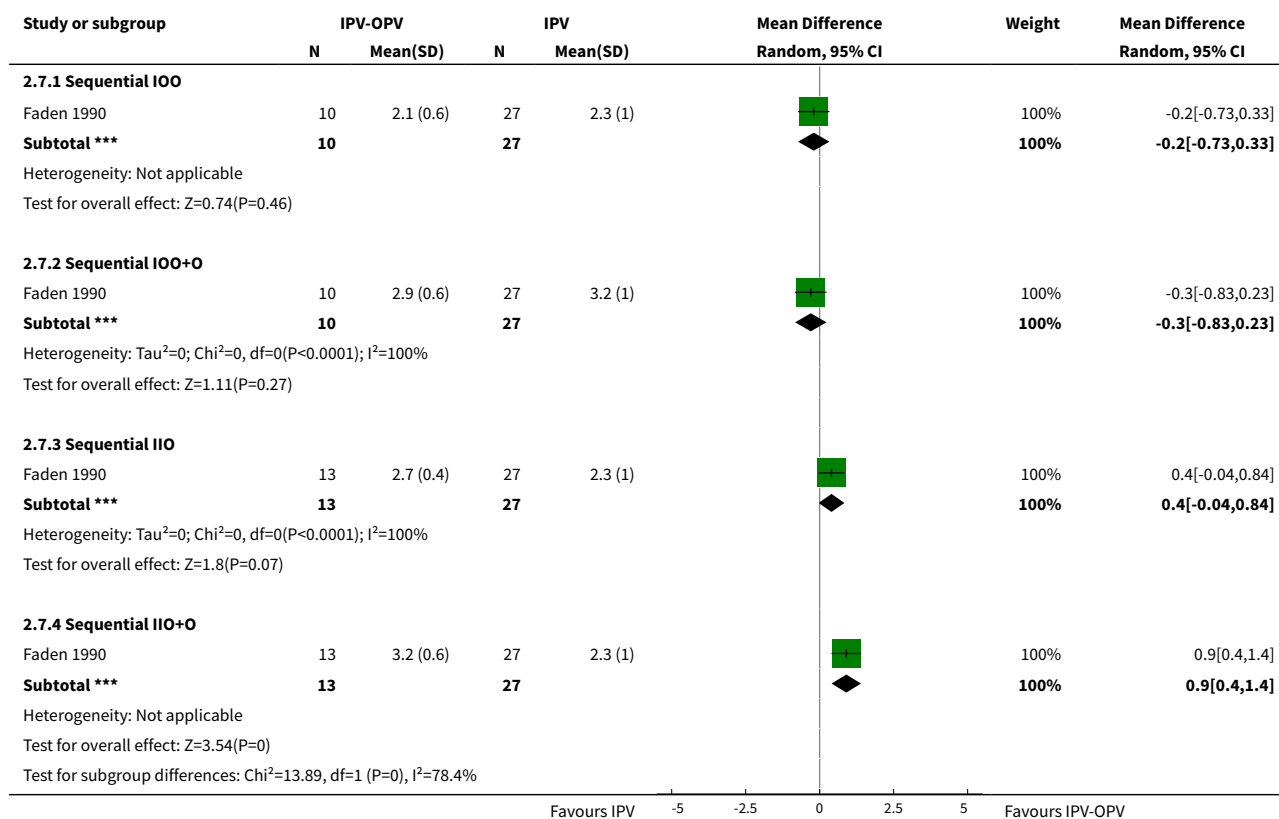 Study or subgroup IPV-OPV IPV Mean Difference Weight Mean Difference
N Mean(SD) N Mean(SD) Random, 95% CI Random, 95% CI
2.7.1 Sequential IOO
Faden 1990 10 2.1 (0.6) 27 2.3 (1) 100% -0.2[-0.73,0.33]
Subtotal *** 10 27 100% -0.2[-0.73,0.33]
Heterogeneity: Not applicable
Test for overall effect: Z=0.74(P=0.46)
2.7.2 Sequential IOO+O
Faden 1990 10 2.9 (0.6) 27 3.2 (1) 100% -0.3[-0.83,0.23]
Subtotal *** 10 27 100% -0.3[-0.83,0.23]
Heterogeneity: Tau²=0; Chi²=0, df=0(P<0.0001); I²=100%
Test for overall effect: Z=1.11(P=0.27)
2.7.3 Sequential IIO
Faden 1990 13 2.7 (0.4) 27 2.3 (1) 100% 0.4[-0.04,0.84]
Subtotal *** 13 27 100% 0.4[-0.04,0.84]
Heterogeneity: Tau²=0; Chi²=0, df=0(P<0.0001); I²=100%
Test for overall effect: Z=1.8(P=0.07)
2.7.4 Sequential IIO+O
Faden 1990 13 3.2 (0.6) 27 2.3 (1) 100% 0.9[0.4,1.4]
Subtotal *** 13 27 100% 0.9[0.4,1.4]
Heterogeneity: Not applicable
Test for overall effect: Z=3.54(P=0)
Test for subgroup differences: Chi²=13.89, df=1 (P=0), I²=78.4%
Favours IPV -5 -2.5 0 2.5 5 Favours IPV-OPV